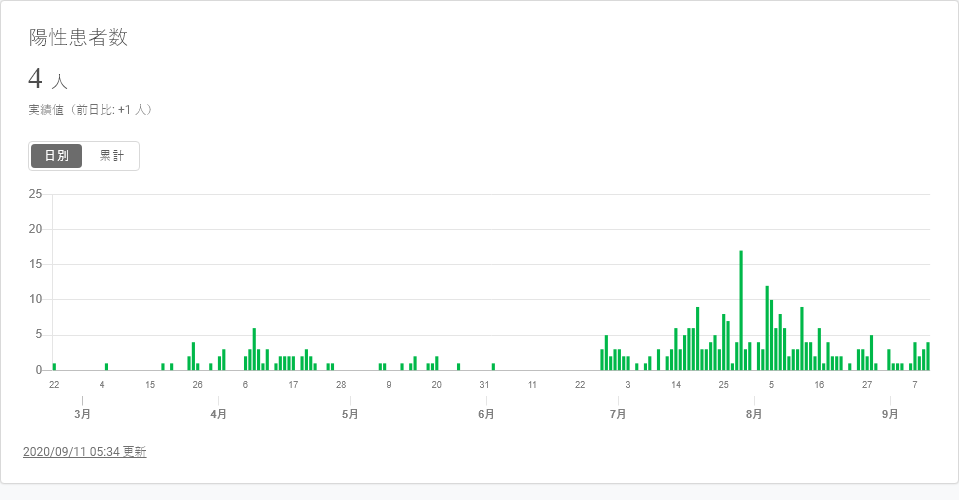 陽性患者数
4 人
実績値（前日比: +1 人）
日別 累計
25
20
15
10
5
0
22 4 15 26 6 17 28 9 20 31 11 22 3 14 25 5 16 27 7
3月 4月 5月 6月 7月 8月 9月
2020/09/11 05:34 更新